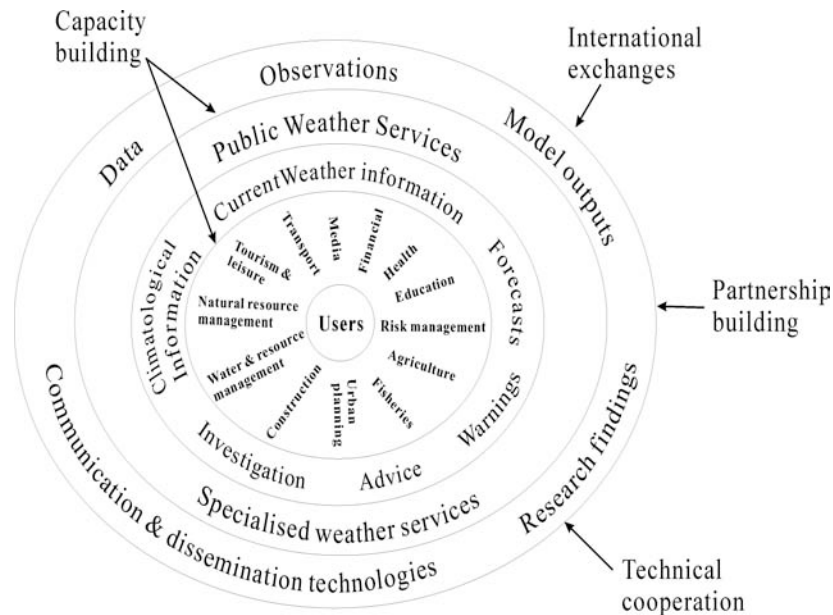 Capacity
building
International
exchanges
Observations
Data
Model outputs
Public Weather Services
CurrentWeather information
Climatological
Information
Forecasts
Tourism &
leisure
Transport
Media
Financial
Health
Education
Natural resource
management
Users
Risk management
Partnership
building
Water & resource
management
Agriculture
Construction
Urban
planning
Fisheries
Warnings
Investigation
Advice
Specialised weather services
Research findings
Communication & dissemination technologies
Technical
cooperation